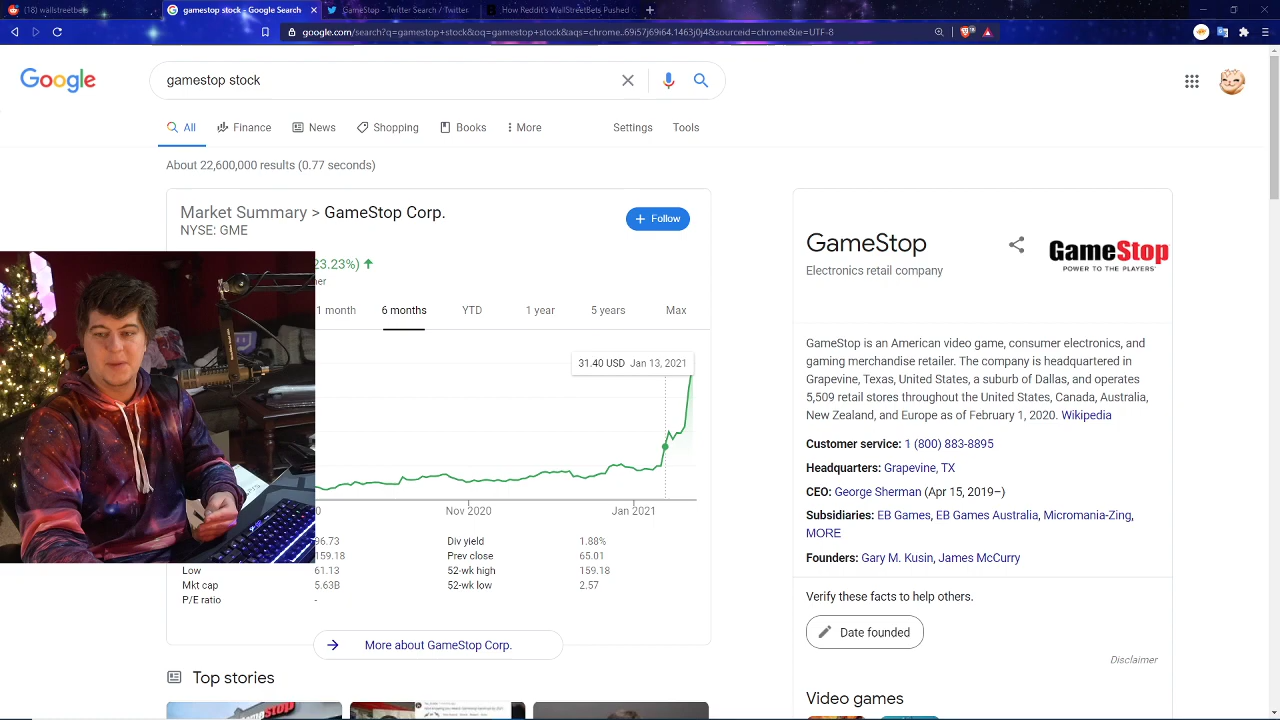 (18) wallstreetbets
gamestop stock - Google Search
GameStop - Twitter Search / Twitter
How Reddit's WallStreetBets Pushed
google.com/search?q=gamestop+stock&oq=gamestop+stock&aqs=chrome..69i57j69i64.1463j0j4&sourceid=chrome&ie=UTF-8
Google
gamestop stock
All
Finance
News
Shopping
Books
More
Settings
Tools
About 22,600,000 results (0.77 seconds)
Market Summary > GameStop Corp.
NYSE: GME
Follow
23.23%)
1 month
6 months
YTD
1 year
5 years
Max
31.40 USD Jan 13, 2021
Nov 2020
Jan 2021
96.73
Div yield
1.88%
159.18
Prev close
65.01
Low
61.13
52-wk high
159.18
Mkt cap
5.63B
52-wk low
2.57
P/E ratio
-
More about GameStop Corp.
Top stories
GameStop
Electronics retail company
GameStop
POWER TO THE PLAYERS
GameStop is an American video game, consumer electronics, and
gaming merchandise retailer. The company is headquartered in
Grapevine, Texas, United States, a suburb of Dallas, and operates
5,509 retail stores throughout the United States, Canada, Australia,
New Zealand, and Europe as of February 1, 2020. Wikipedia
Customer service: 1 (800) 883-8895
Headquarters: Grapevine, TX
CEO: George Sherman (Apr 15, 2019–)
Subsidiaries: EB Games, EB Games Australia, Micromania-Zing,
MORE
Founders: Gary M. Kusin, James McCurry
Verify these facts to help others.
Date founded
Disclaimer
Video games